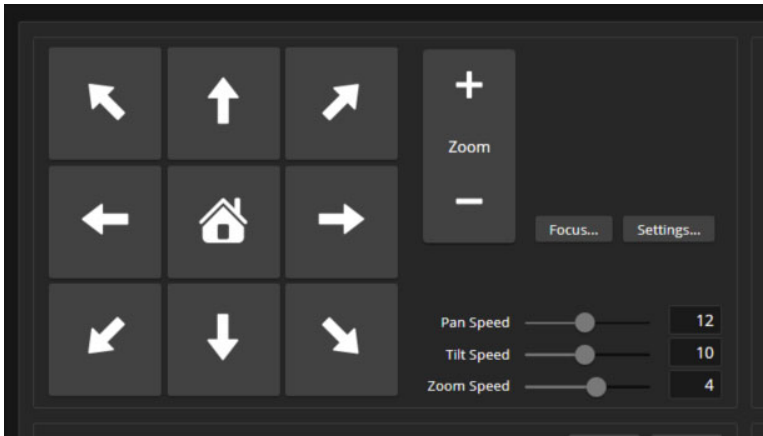 +
Zoom
−
Focus...
Settings...
Pan Speed 12
Tilt Speed 10
Zoom Speed 4